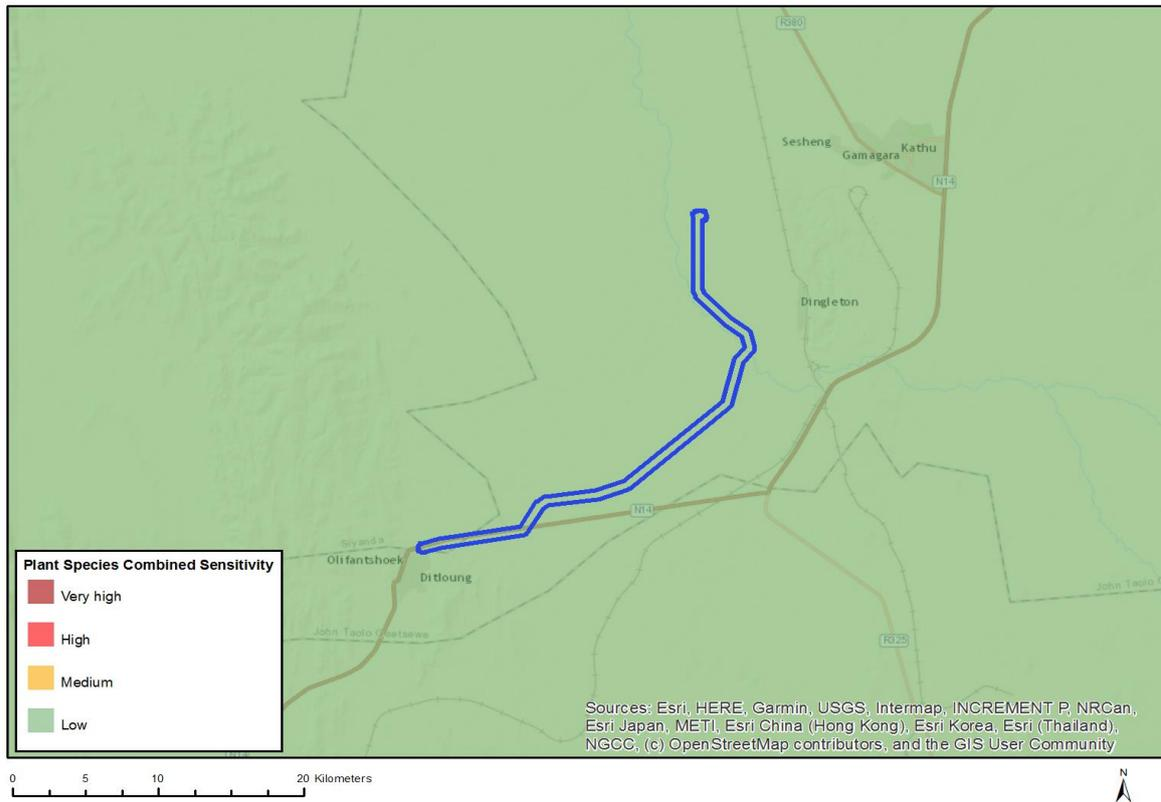 R380
Sesheng
Gamagara
Kathu
N14
Dingleton
N14
Siyanda
Olifantshoek
Ditloung
John Taolo Gaetsewe
John Taolo G
R325
N14
Plant Species Combined Sensitivity
Very high
High
Medium
Low
Sources: Esri, HERE, Garmin, USGS, Intermap, INCREMENT P, NRCan,
Esri Japan, METI, Esri China (Hong Kong), Esri Korea, Esri (Thailand),
NGCC, (c) OpenStreetMap contributors, and the GIS User Community
0 5 10 20 Kilometers
N